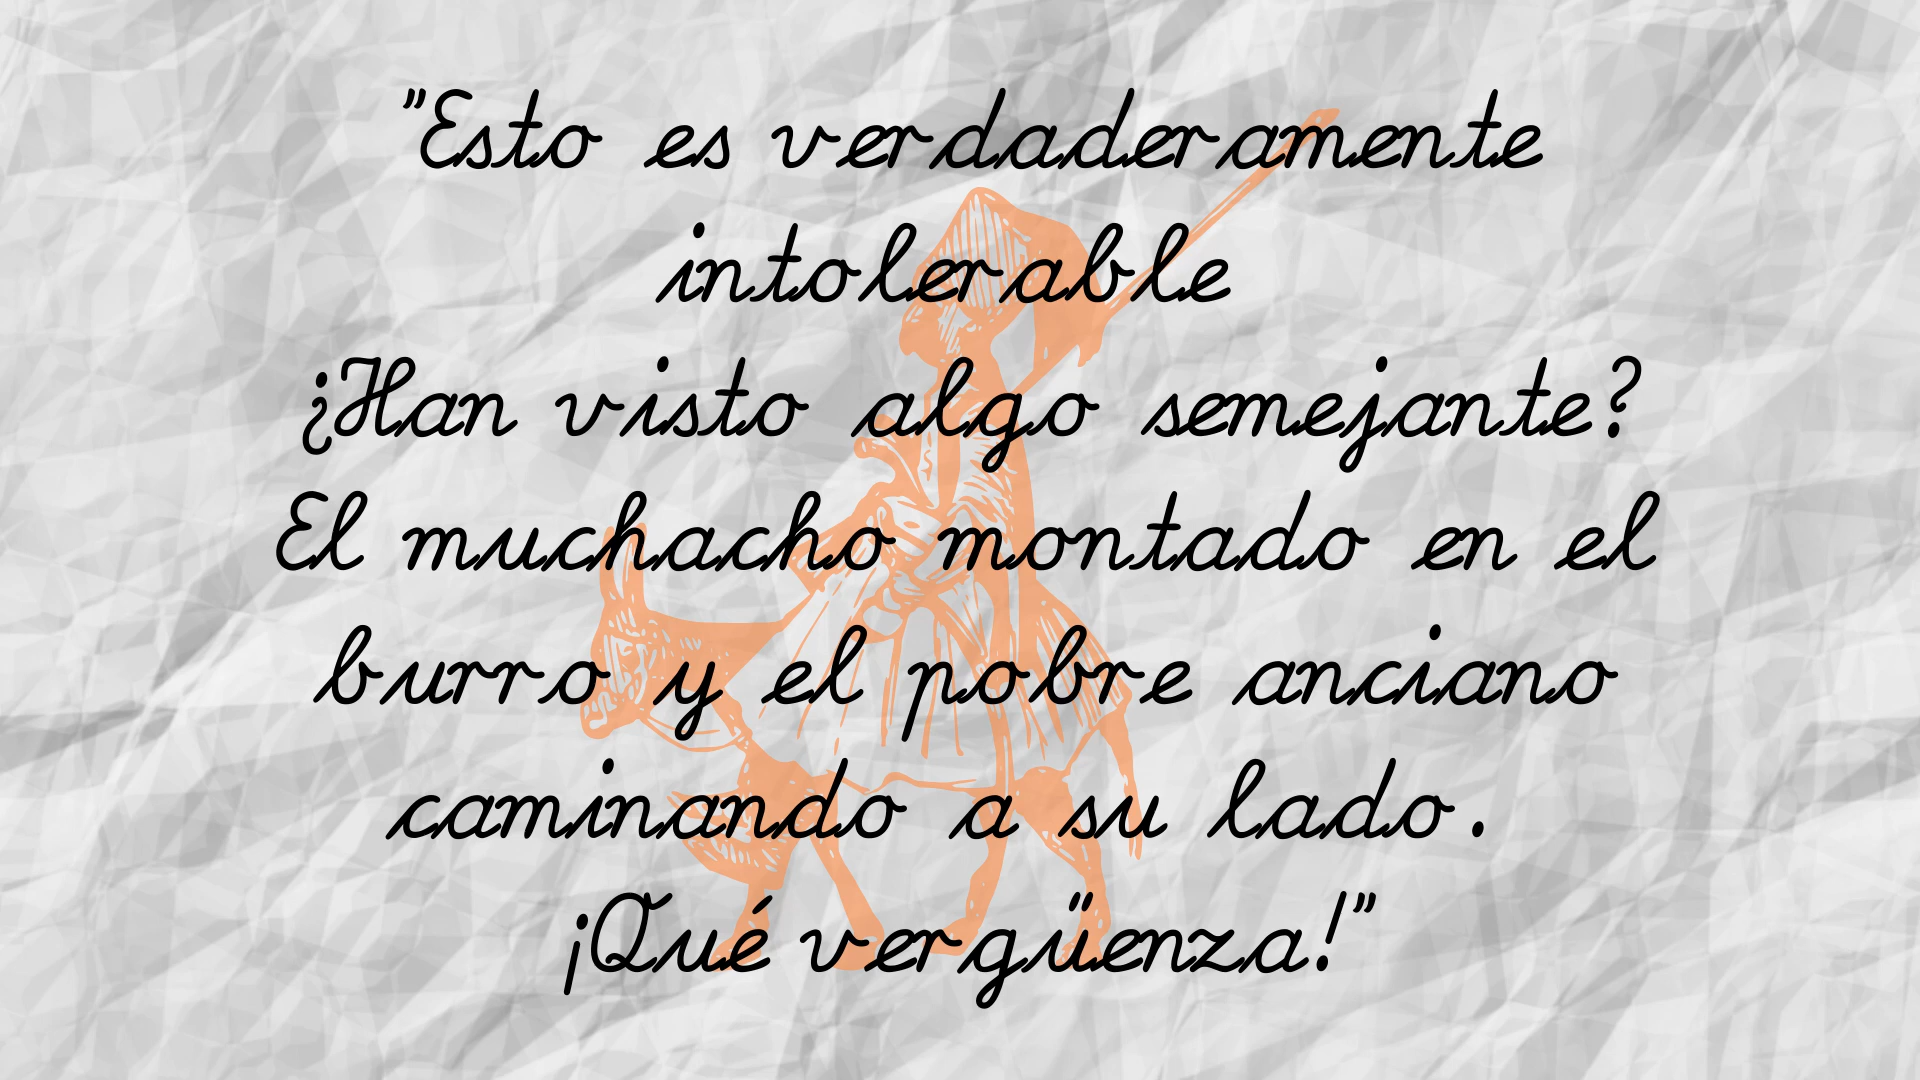 "Esto es verdaderamente
intolerable
¿Han visto algo semejante?
El muchacho montado en el
burro y el pobre anciano
caminando a su lado.
¡Qué vergüenza!"